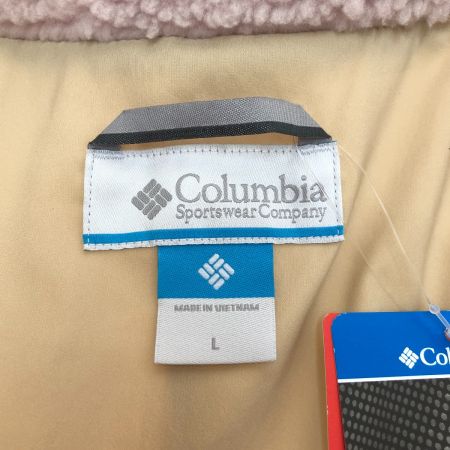 Columbia
Sportswear Company
MADE IN VIETNAM
L
Col